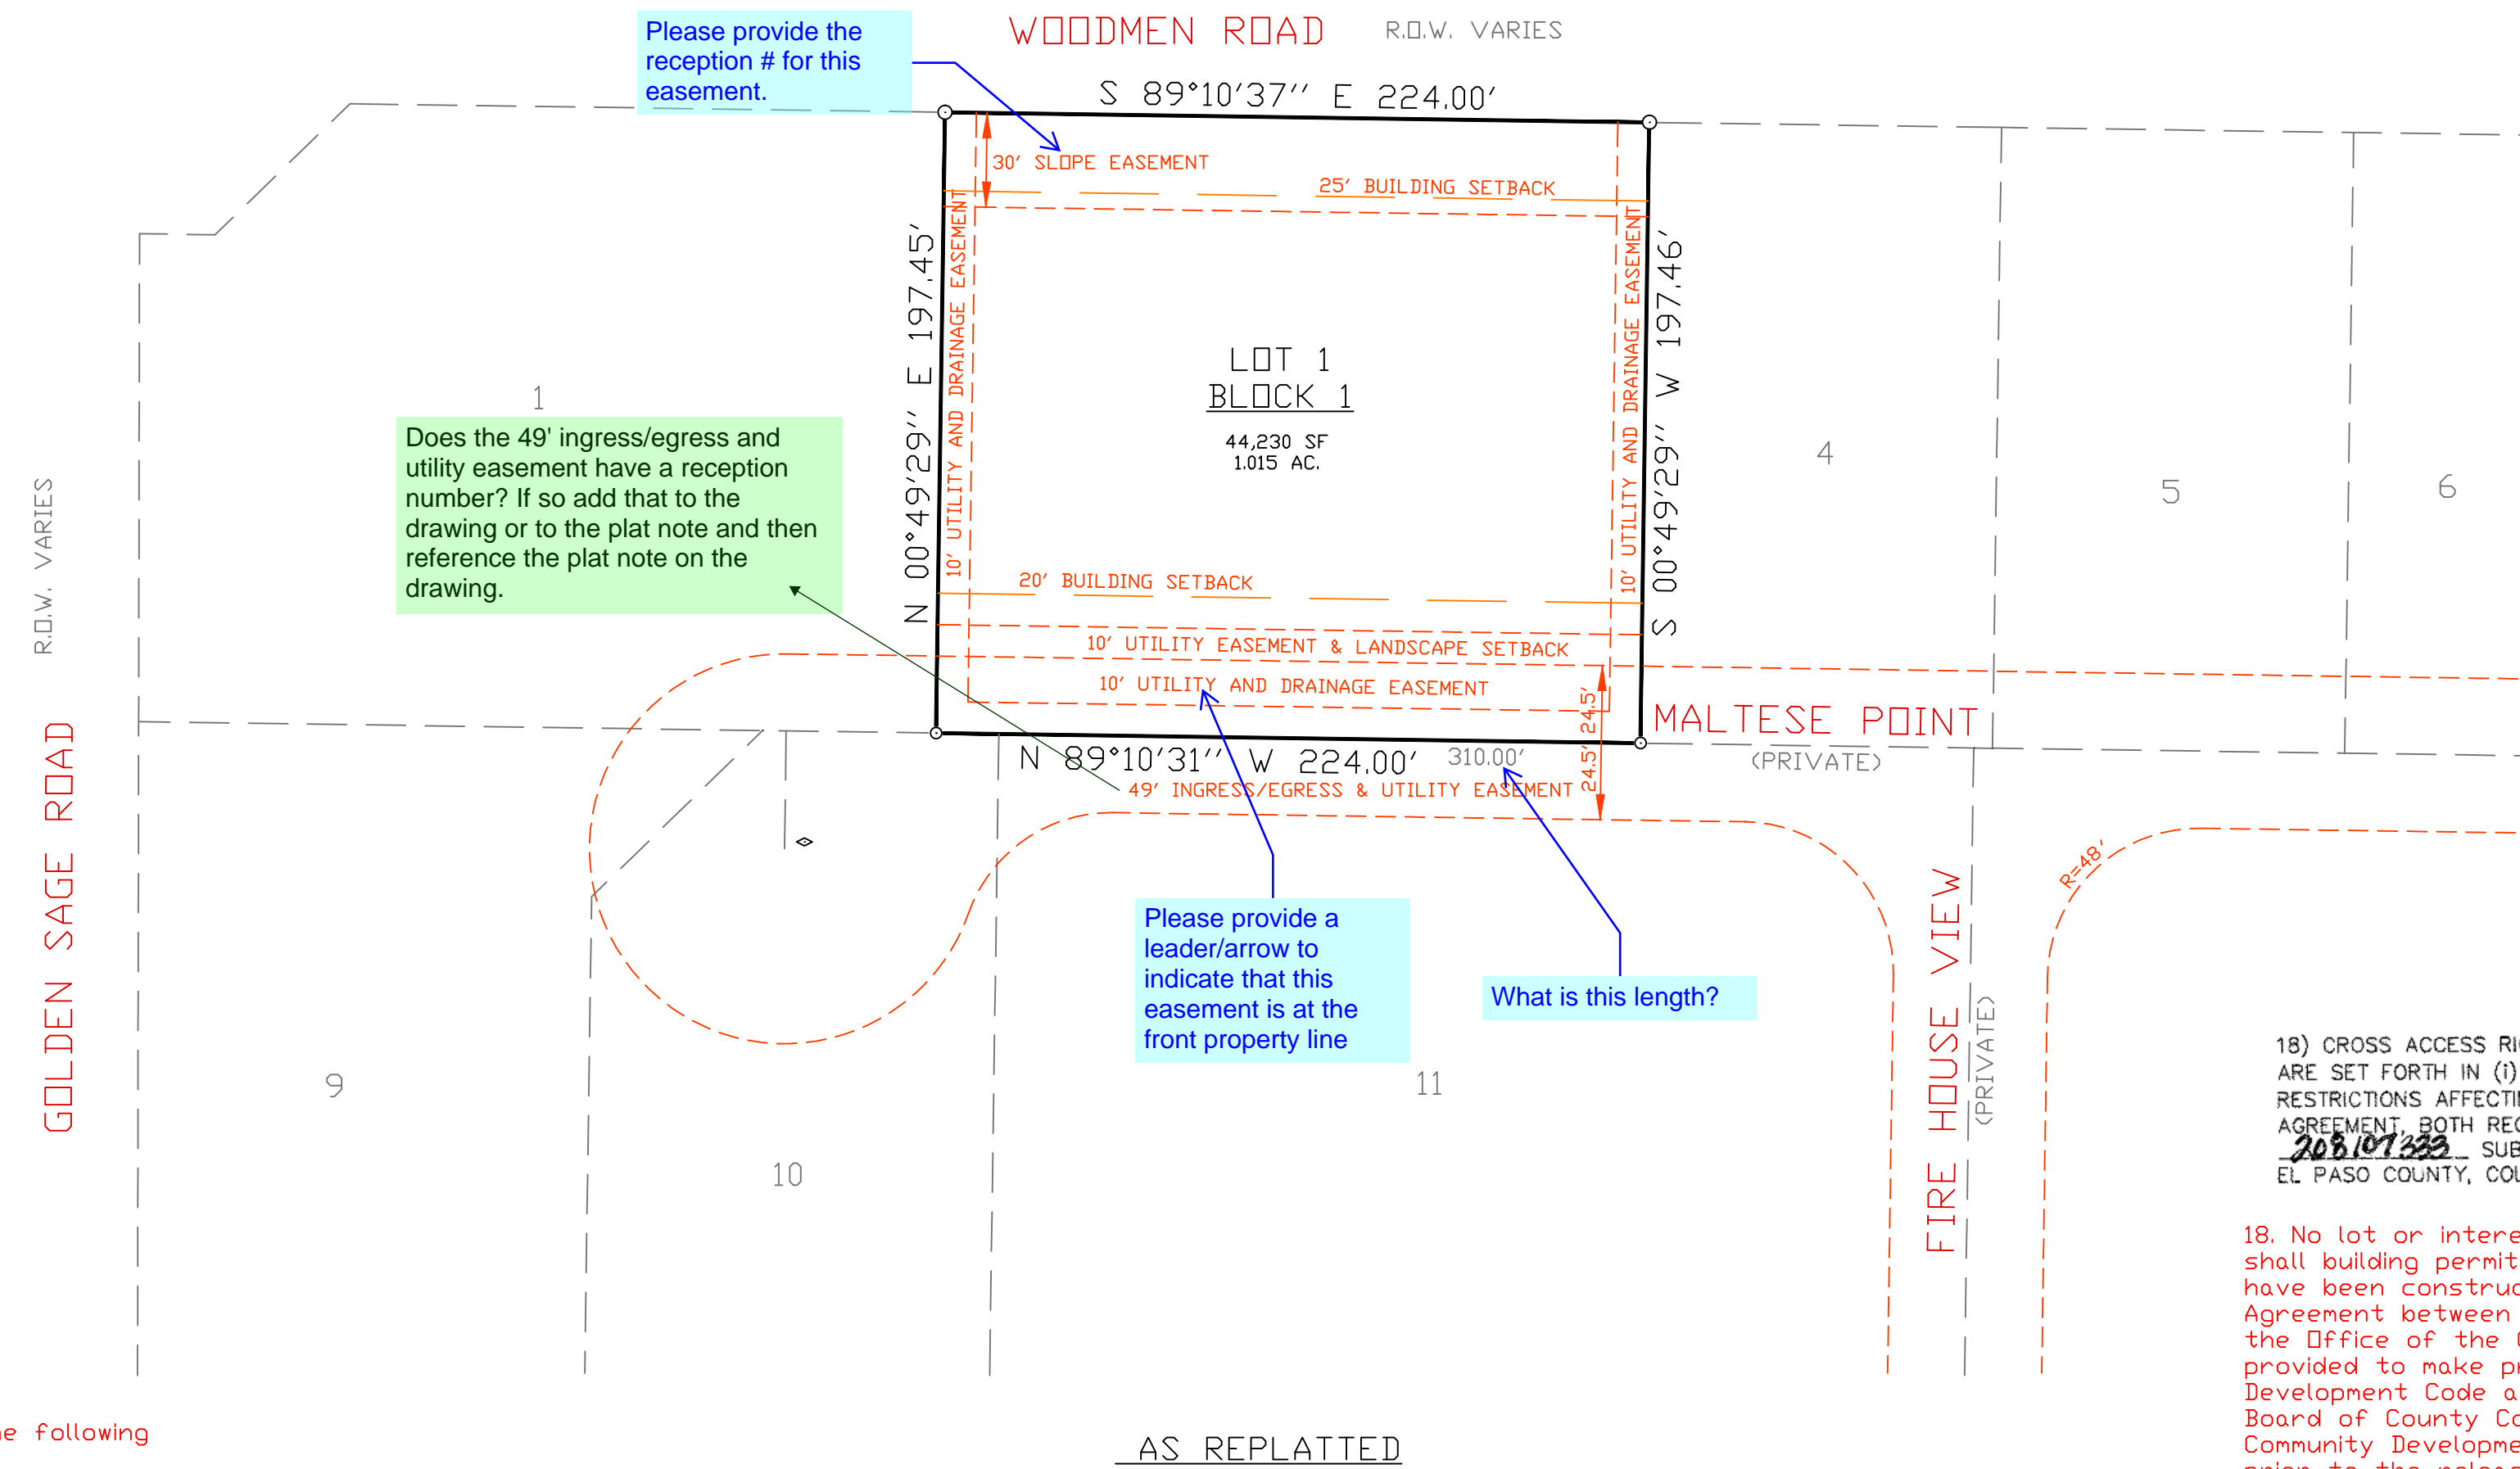 WOODMEN ROAD R.O.W. VARIES
Please provide the
reception # for this
easement.
S 89°10'37'' E 224.00'
30' SLOPE EASEMENT
25' BUILDING SETBACK
N 00°49'29'' E 197.45'
10' UTILITY AND DRAINAGE EASEMENT
10' UTILITY AND DRAINAGE EASEMENT
S 00°49'29'' W 197.46'
LOT 1
BLOCK 1
44,230 SF
1.015 AC.
1
4
5
6
Does the 49' ingress/egress and
utility easement have a reception
number? If so add that to the
drawing or to the plat note and then
reference the plat note on the
drawing.
R.O.W. VARIES
GOLDEN SAGE ROAD
20' BUILDING SETBACK
10' UTILITY EASEMENT & LANDSCAPE SETBACK
10' UTILITY AND DRAINAGE EASEMENT
24.5'
24.5'
MALTESE POINT
(PRIVATE)
N 89°10'31'' W 224.00'
310.00'
49' INGRESS/EGRESS & UTILITY EASEMENT
R=48'
FIRE HOUSE VIEW
(PRIVATE)
Please provide a
leader/arrow to
indicate that this
easement is at the
front property line
What is this length?
9
10
11
18) CROSS ACCESS
ARE SET FORTH IN (i)
RESTRICTIONS
AGREEMENT, BOTH
208107333
EL PASO COUNTY,
18. No lot or
shall building
have been
Agreement between
the Office of the
provided to make
Development Code
Board of County
Community
prior to the
following
AS REPLATTED